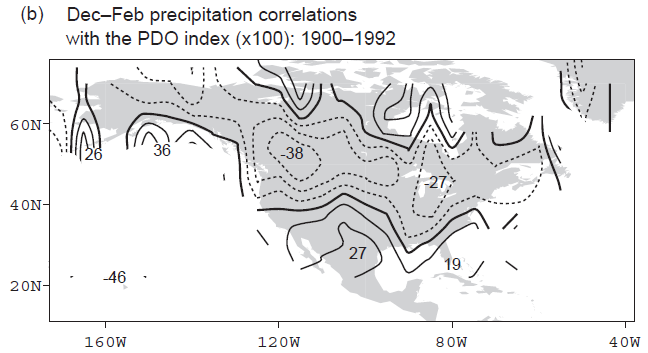 (b) Dec–Feb precipitation correlations
with the PDO index (x100): 1900–1992
60N
26
36
-38
-27
40N
27
19
20N
-46
160W 120W 80W 40W